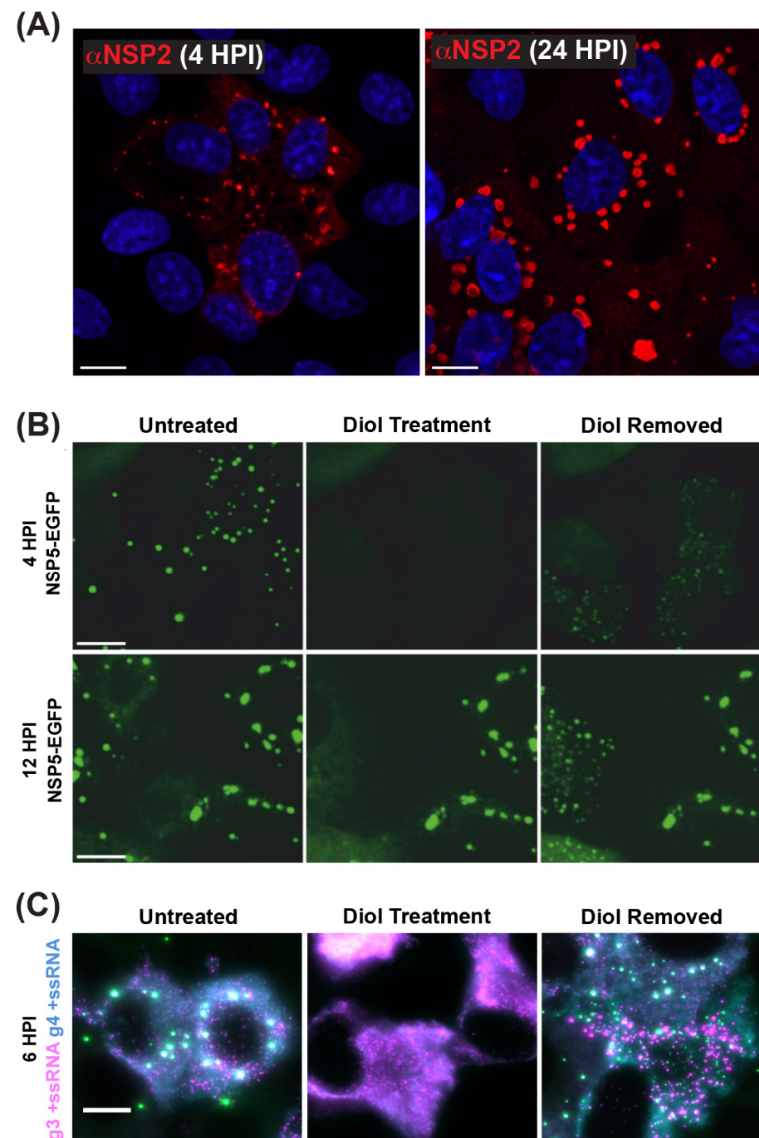 (A)
αNSP2 (4 HPI)
αNSP2 (24 HPI)
(B)
Untreated
Diol Treatment
Diol Removed
4 HPI
NSP5-EGFP
12 HPI
NSP5-EGFP
(C)
Untreated
Diol Treatment
Diol Removed
6 HPI
g3 +ssRNA g4 +ssRNA